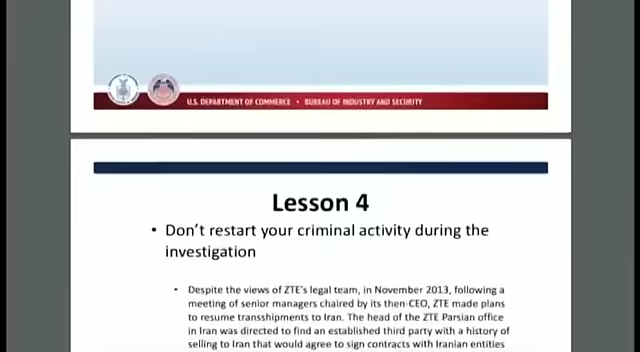 U.S. DEPARTMENT OF COMMERCE • BUREAU OF INDUSTRY AND SECURITY
Lesson 4
• Don't restart your criminal activity during the
investigation
• Despite the views of ZTE's legal team, in November 2013, following a
meeting of senior managers chaired by its then-CEO, ZTE made plans
to resume transshipments to Iran. The head of the ZTE Parsian office
in Iran was directed to find an established third party with a history of
selling to Iran that would agree to sign contracts with Iranian entities